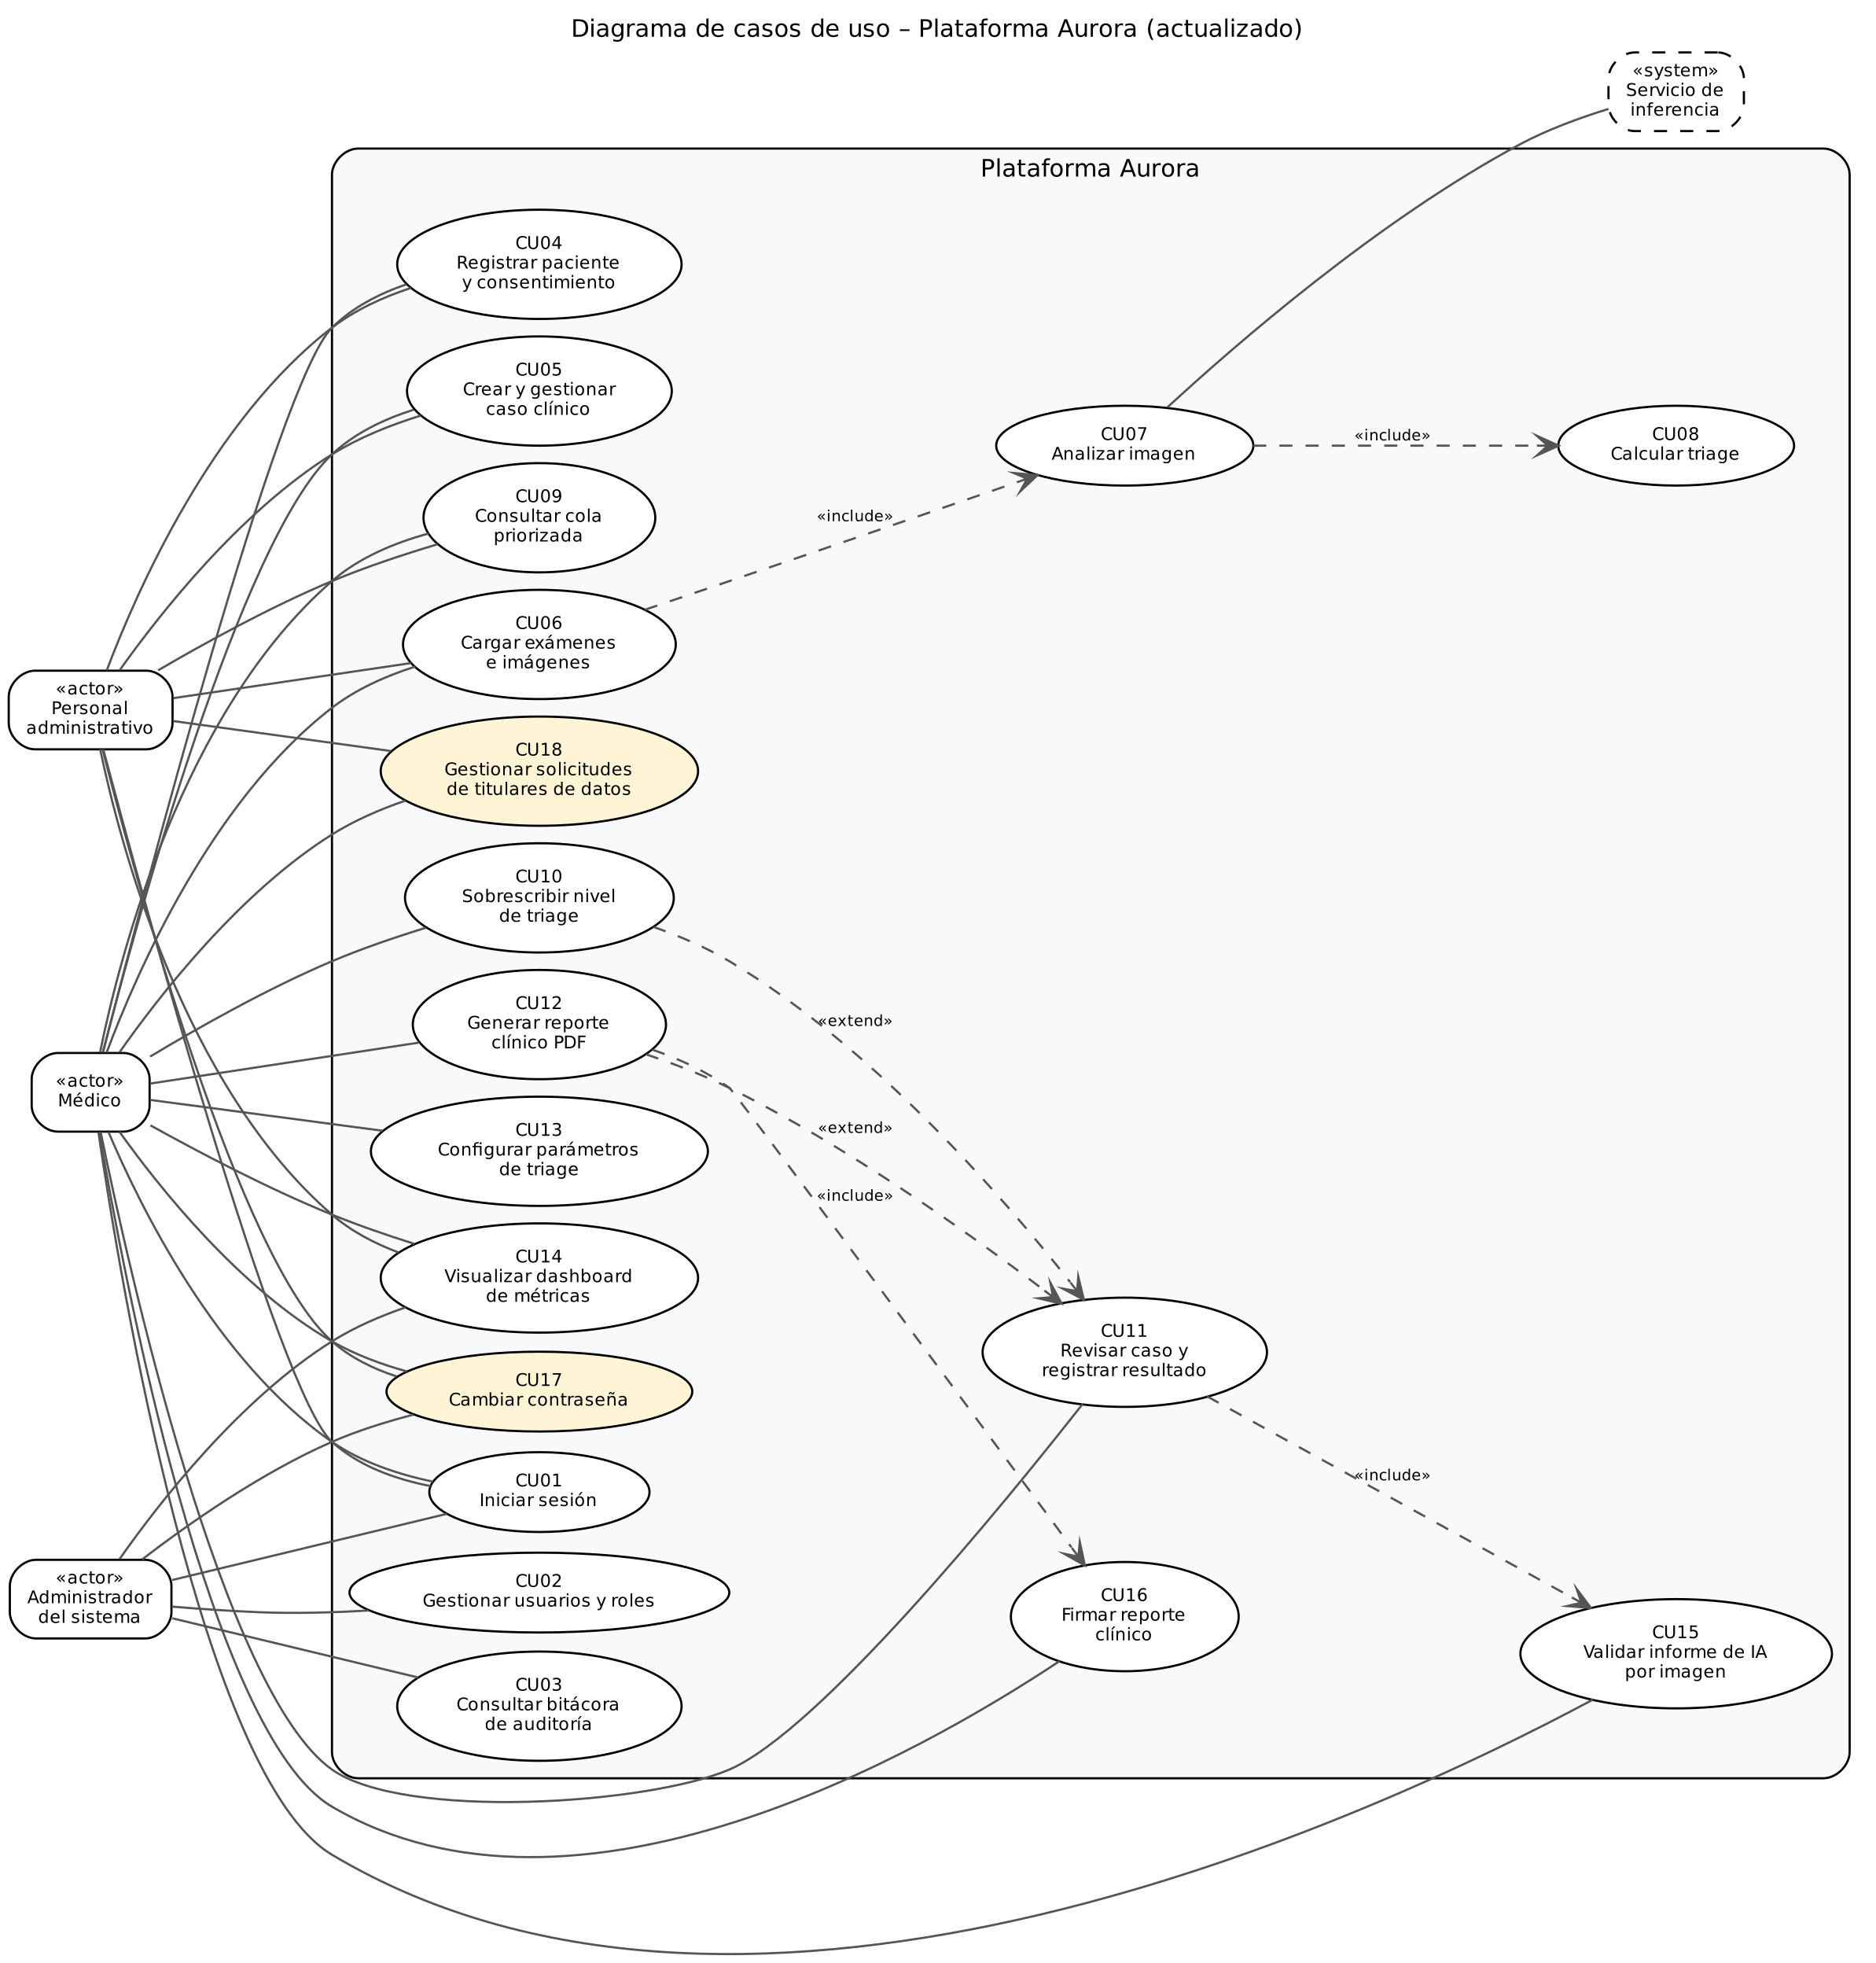 Diagrama de casos de uso – Plataforma Aurora (actualizado)
«system»
Servicio de
inferencia
Plataforma Aurora
CU04
Registrar paciente
y consentimiento
CU05
Crear y gestionar
caso clínico
CU07
Analizar imagen
«include»
CU08
Calcular triage
CU09
Consultar cola
priorizada
«include»
CU06
Cargar exámenes
e imágenes
«actor»
Personal
administrativo
CU18
Gestionar solicitudes
de titulares de datos
CU10
Sobrescribir nivel
de triage
«extend»
CU12
Generar reporte
clínico PDF
«actor»
Médico
«extend»
CU13
Configurar parámetros
de triage
«include»
CU14
Visualizar dashboard
de métricas
CU11
Revisar caso y
registrar resultado
CU17
Cambiar contraseña
«include»
CU01
Iniciar sesión
«actor»
Administrador
del sistema
CU02
Gestionar usuarios y roles
CU16
Firmar reporte
clínico
CU15
Validar informe de IA
por imagen
CU03
Consultar bitácora
de auditoría